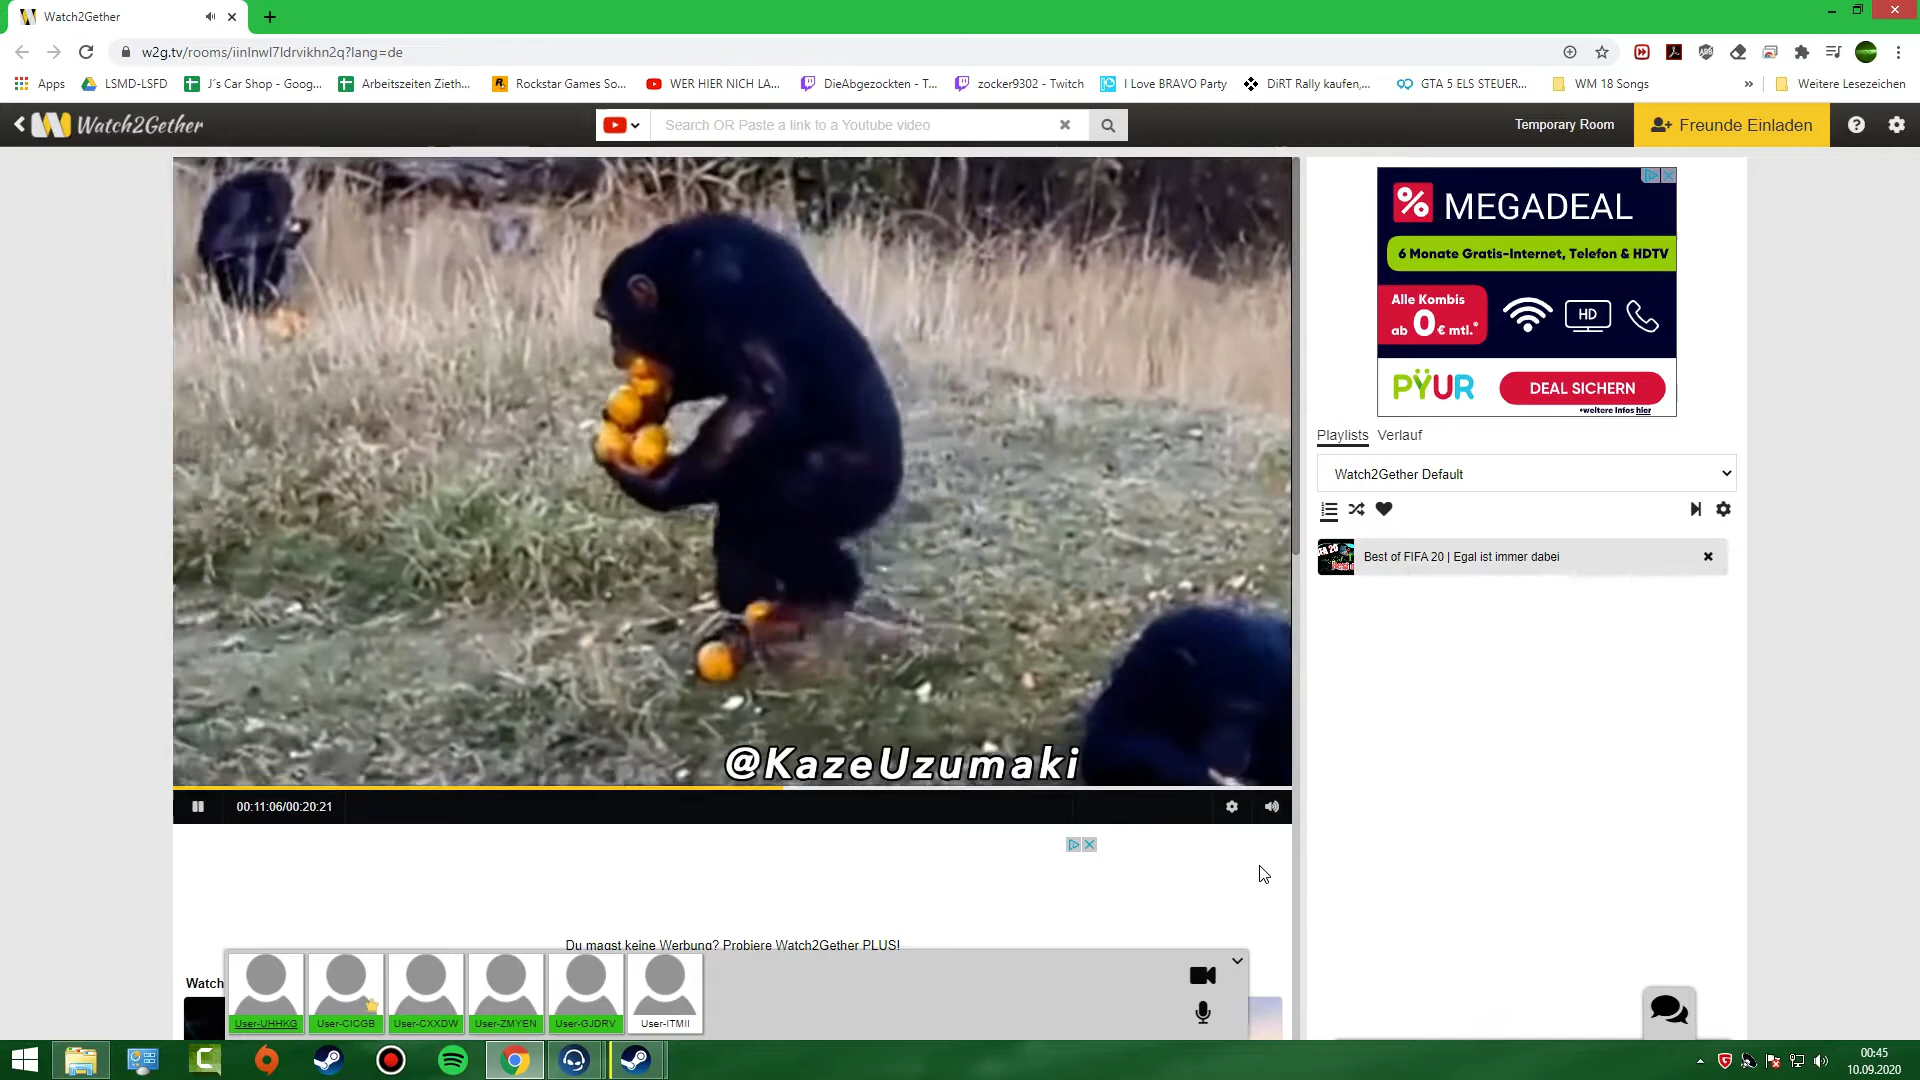 Watch2Gether
w2g.tv/rooms/iinlnwl7ldrvikhn2q?lang=de
Apps
LSMD-LSFD
J´s Car Shop - Goog...
Arbeitszeiten Zieth...
Rockstar Games So...
WER HIER NICH LA...
DieAbgezockten - T...
zocker9302 - Twitch
I Love BRAVO Party
DiRT Rally kaufen,...
GTA 5 ELS STEUER...
WM 18 Songs
»
Weitere Lesezeichen
Watch2Gether
Search OR Paste a link to a Youtube video
Temporary Room
Freunde Einladen
% MEGADEAL
6 Monate Gratis-Internet, Telefon & HDTV
Alle Kombis
ab 0 € mtl.*
HD
PŸUR
DEAL SICHERN
*weitere Infos hier
Playlists Verlauf
Watch2Gether Default
Best of FIFA 20 | Egal ist immer dabei
@KazeUzumaki
00:11:06/00:20:21
Du magst keine Werbung? Probiere Watch2Gether PLUS!
Watch
User-UHHKG
User-CICGB
User-CXXDW
User-ZMYEN
User-GJDRV
User-ITMII
00:45
10.09.2020